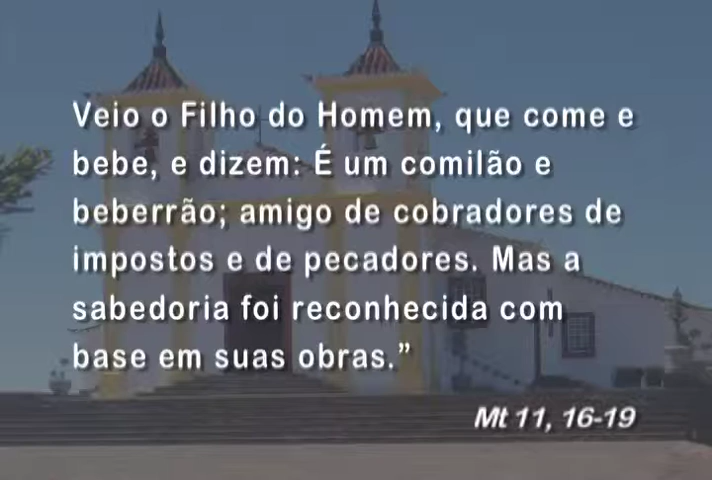 Veio o Filho do Homem, que come e
bebe, e dizem: É um comilão e
beberrão; amigo de cobradores de
impostos e de pecadores. Mas a
sabedoria foi reconhecida com
base em suas obras.”
Mt 11, 16-19